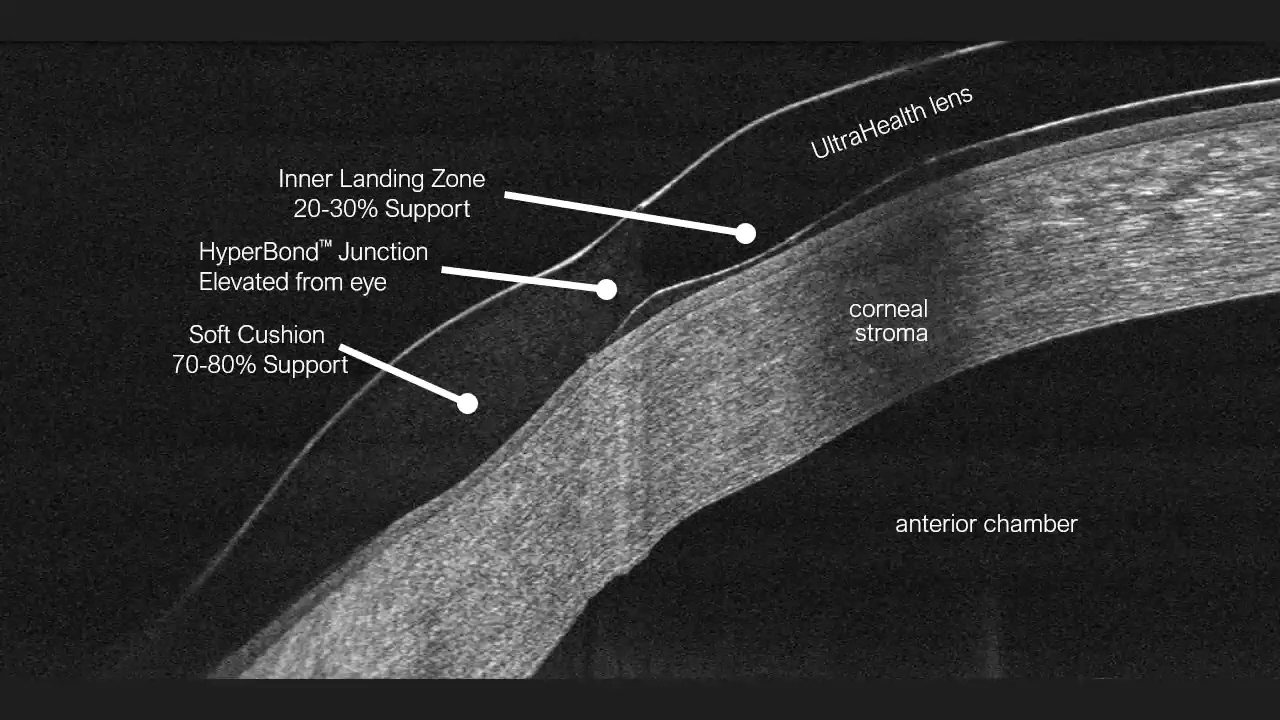 UltraHealth lens
Inner Landing Zone
20-30% Support
HyperBond™ Junction
Elevated from eye
Soft Cushion
70-80% Support
corneal
stroma
anterior chamber